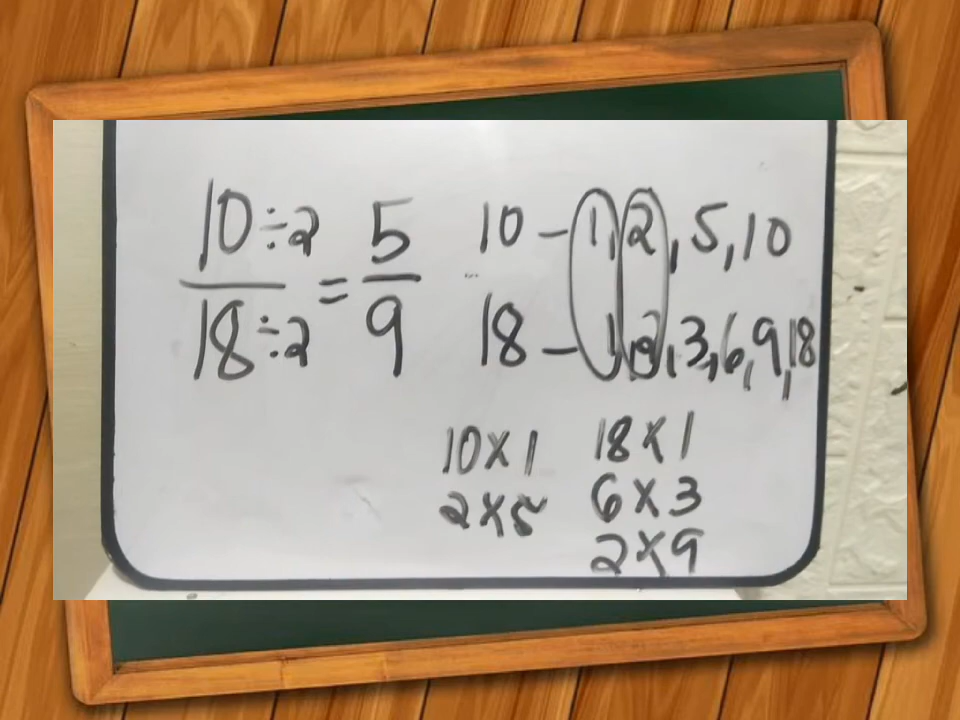 10÷2 = 5 10 – 1, 2, 5, 10
18÷2 9 18 – 1, 2, 3, 6, 9, 18
10×1 18×1
2×5 6×3
2×9